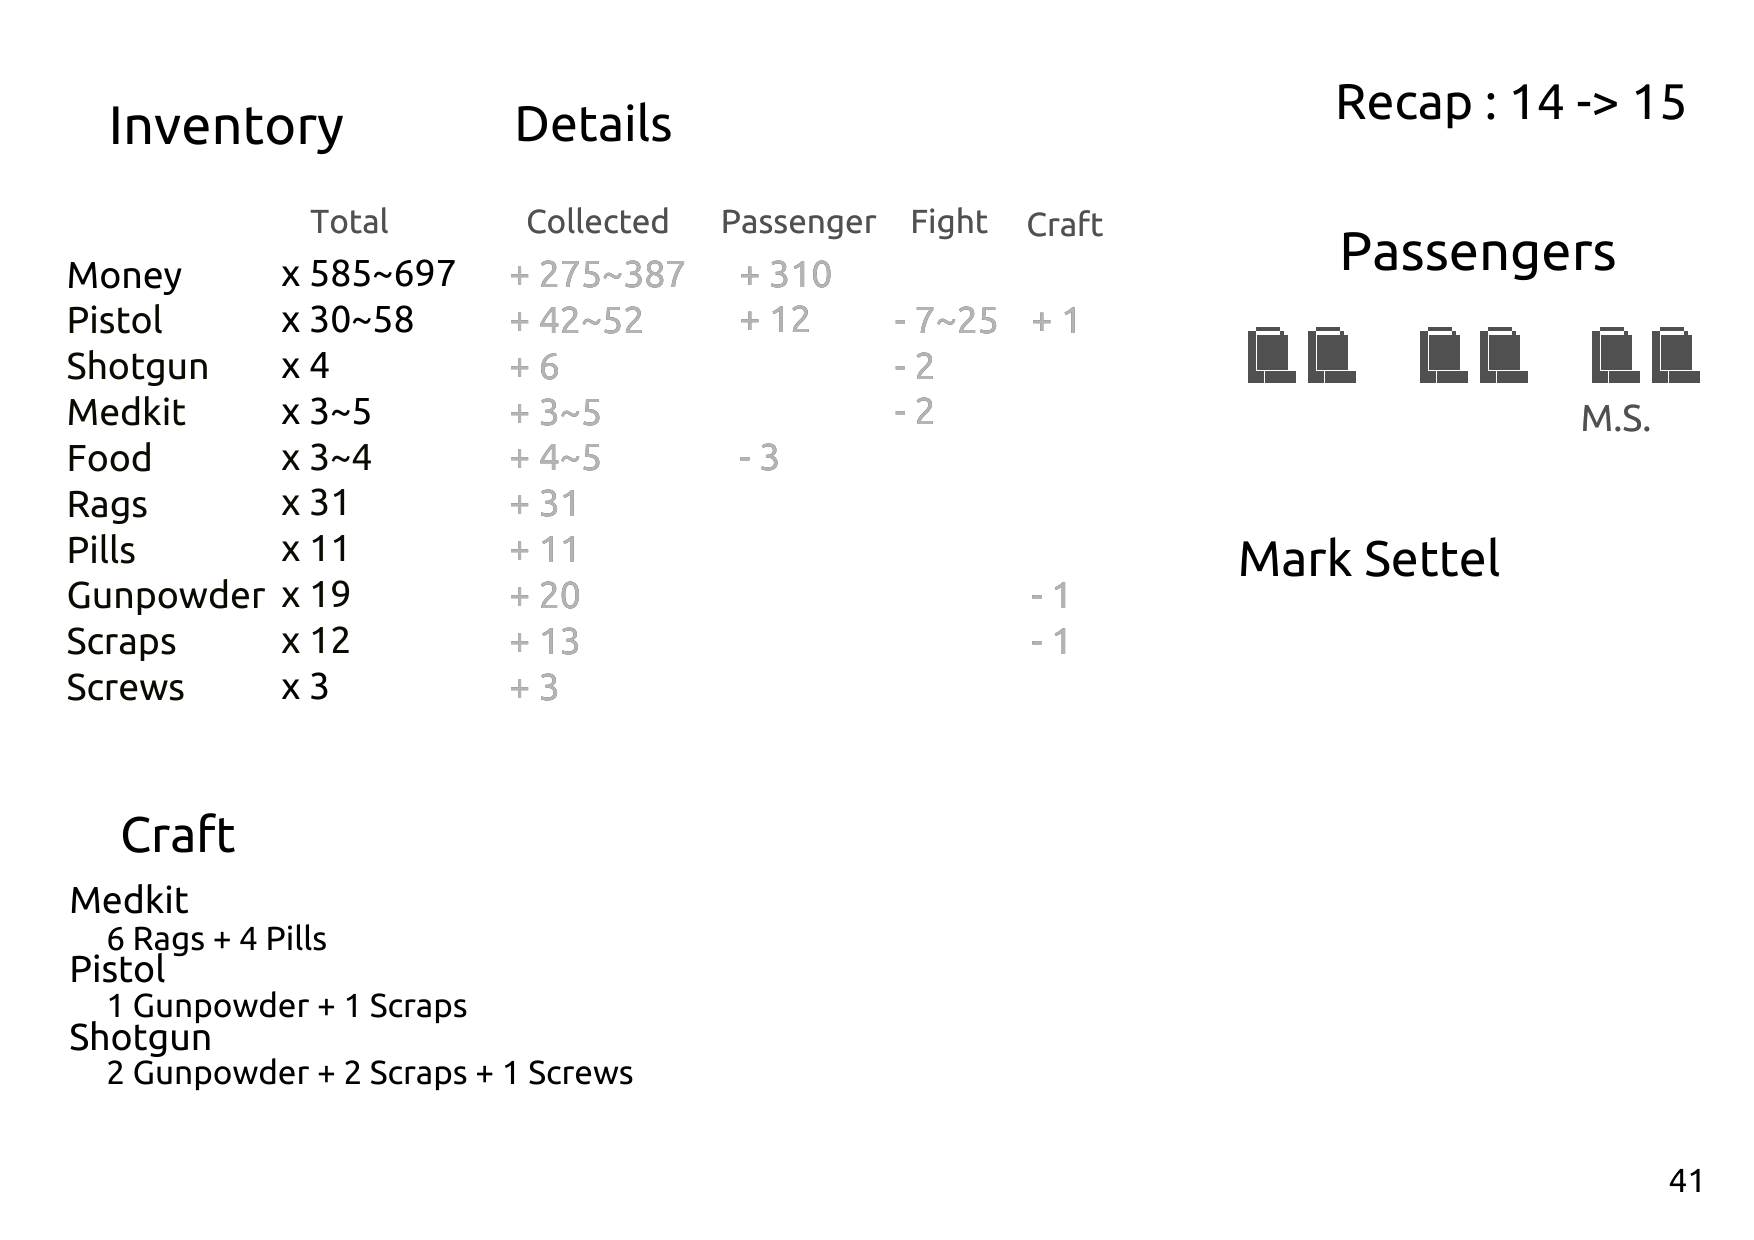 Recap : 14 -> 15
Inventory Details
Total Collected Passenger Fight Craft
Money x 585~697 + 275~387 + 310
Pistol x 30~58 + 42~52 + 12 - 7~25 + 1
Shotgun x 4 + 6 - 2
Medkit x 3~5 + 3~5 - 2
Food x 3~4 + 4~5 - 3
Rags x 31 + 31
Pills x 11 + 11
Gunpowder x 19 + 20 - 1
Scraps x 12 + 13 - 1
Screws x 3 + 3
Passengers
M.S.
Mark Settel
Craft
Medkit
6 Rags + 4 Pills
Pistol
1 Gunpowder + 1 Scraps
Shotgun
2 Gunpowder + 2 Scraps + 1 Screws
41